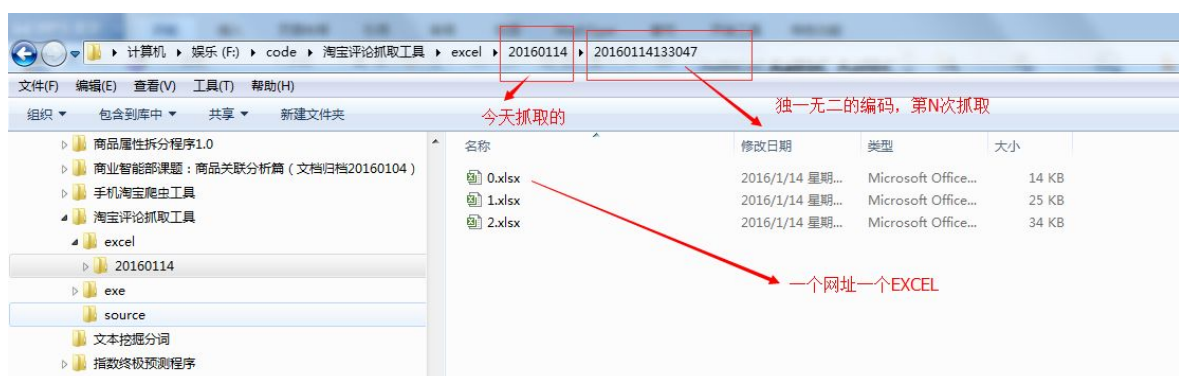 计算机 ▸ 娱乐 (F:) ▸ code ▸ 淘宝评论抓取工具 ▸ excel ▸ 20160114 ▸ 20160114133047
文件(F) 编辑(E) 查看(V) 工具(T) 帮助(H)
组织 包含到库中 共享 新建文件夹
今天抓取的
独一无二的编码，第N次抓取
名称 修改日期 类型 大小
商品属性拆分程序1.0
商业智能部课题：商品关联分析篇（文档归档20160104）
手机淘宝爬虫工具
淘宝评论抓取工具
excel
20160114
exe
source
文本挖掘分词
指数终极预测程序
0.xlsx 2016/1/14 星期... Microsoft Office... 14 KB
1.xlsx 2016/1/14 星期... Microsoft Office... 25 KB
2.xlsx 2016/1/14 星期... Microsoft Office... 34 KB
一个网址一个EXCEL